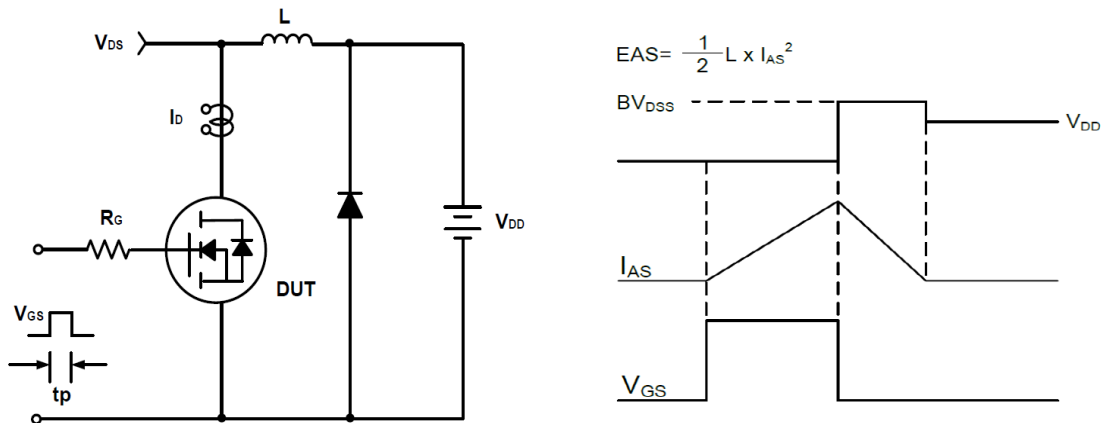 L
VDS
ID
RG
VDD
DUT
VGS
tp
EAS= 1/2 L x IAS²
BVDSS
VDD
IAS
VGS